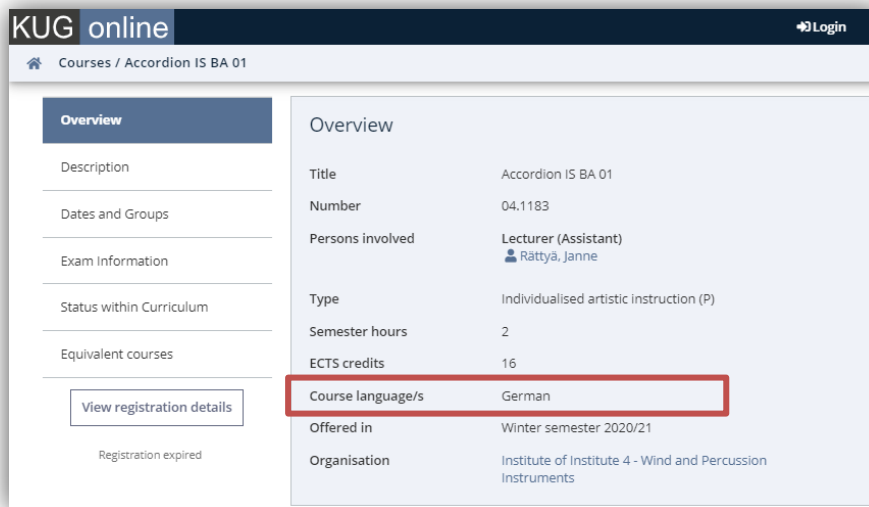 KUG online
Login
Courses / Accordion IS BA 01
Overview
Description
Dates and Groups
Exam Information
Status within Curriculum
Equivalent courses
View registration details
Registration expired
Overview
Title Accordion IS BA 01
Number 04.1183
Persons involved Lecturer (Assistant)
Rättyä, Janne
Type Individualised artistic instruction (P)
Semester hours 2
ECTS credits 16
Course language/s German
Offered in Winter semester 2020/21
Organisation Institute of Institute 4 - Wind and Percussion
Instruments